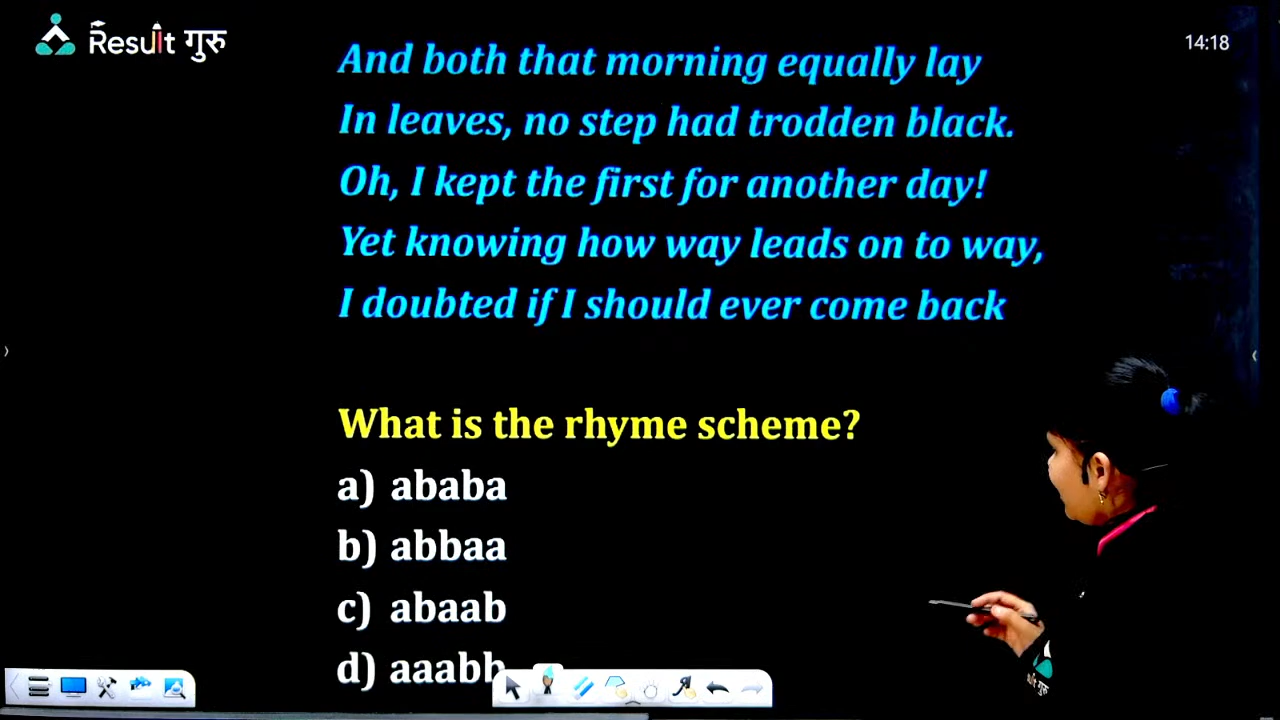 Result गुरु
14:18
And both that morning equally lay
In leaves, no step had trodden black.
Oh, I kept the first for another day!
Yet knowing how way leads on to way,
I doubted if I should ever come back
What is the rhyme scheme?
a) ababa
b) abbaa
c) abaab
d) aaabb